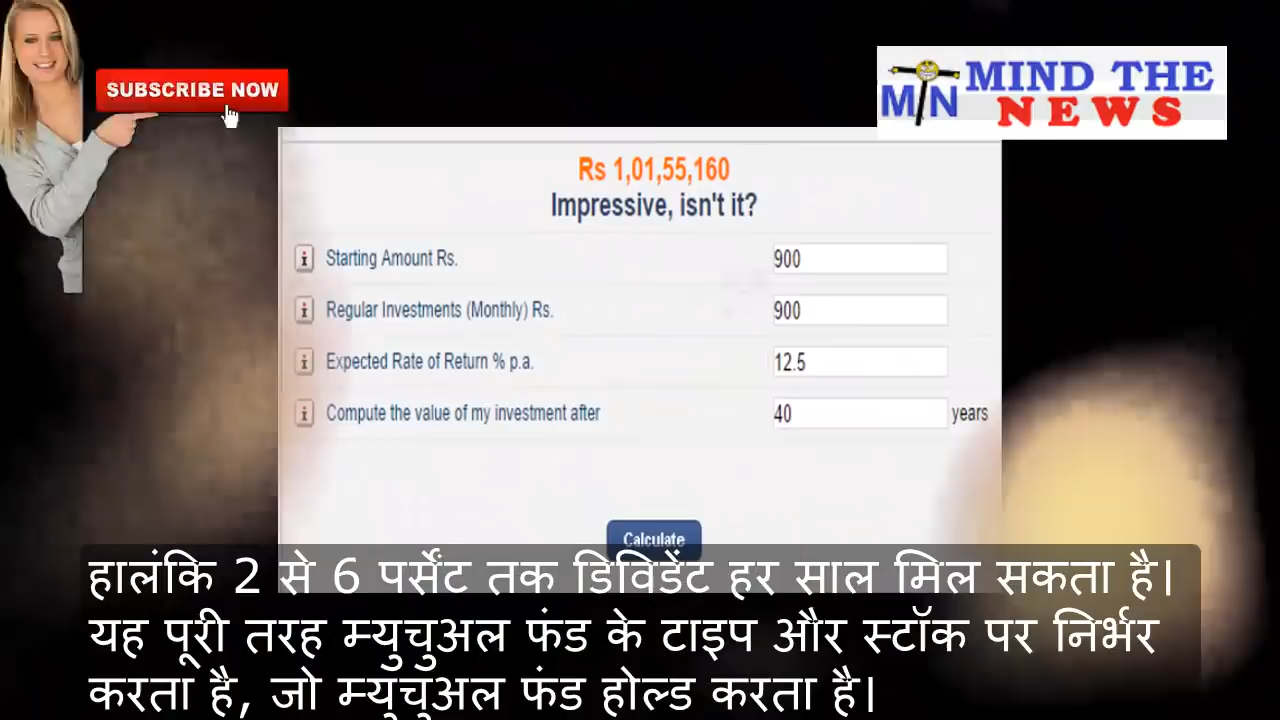 SUBSCRIBE NOW
MIN MIND THE
NEWS
Rs 1,01,55,160
Impressive, isn't it?
i Starting Amount Rs. 900
i Regular Investments (Monthly) Rs. 900
i Expected Rate of Return % p.a. 12.5
i Compute the value of my investment after 40 years
Calculate
हालंकि 2 से 6 पर्सेंट तक डिविडेंट हर साल मिल सकता है।
यह पूरी तरह म्युचुअल फंड के टाइप और स्टॉक पर निर्भर
करता है, जो म्युचुअल फंड होल्ड करता है।